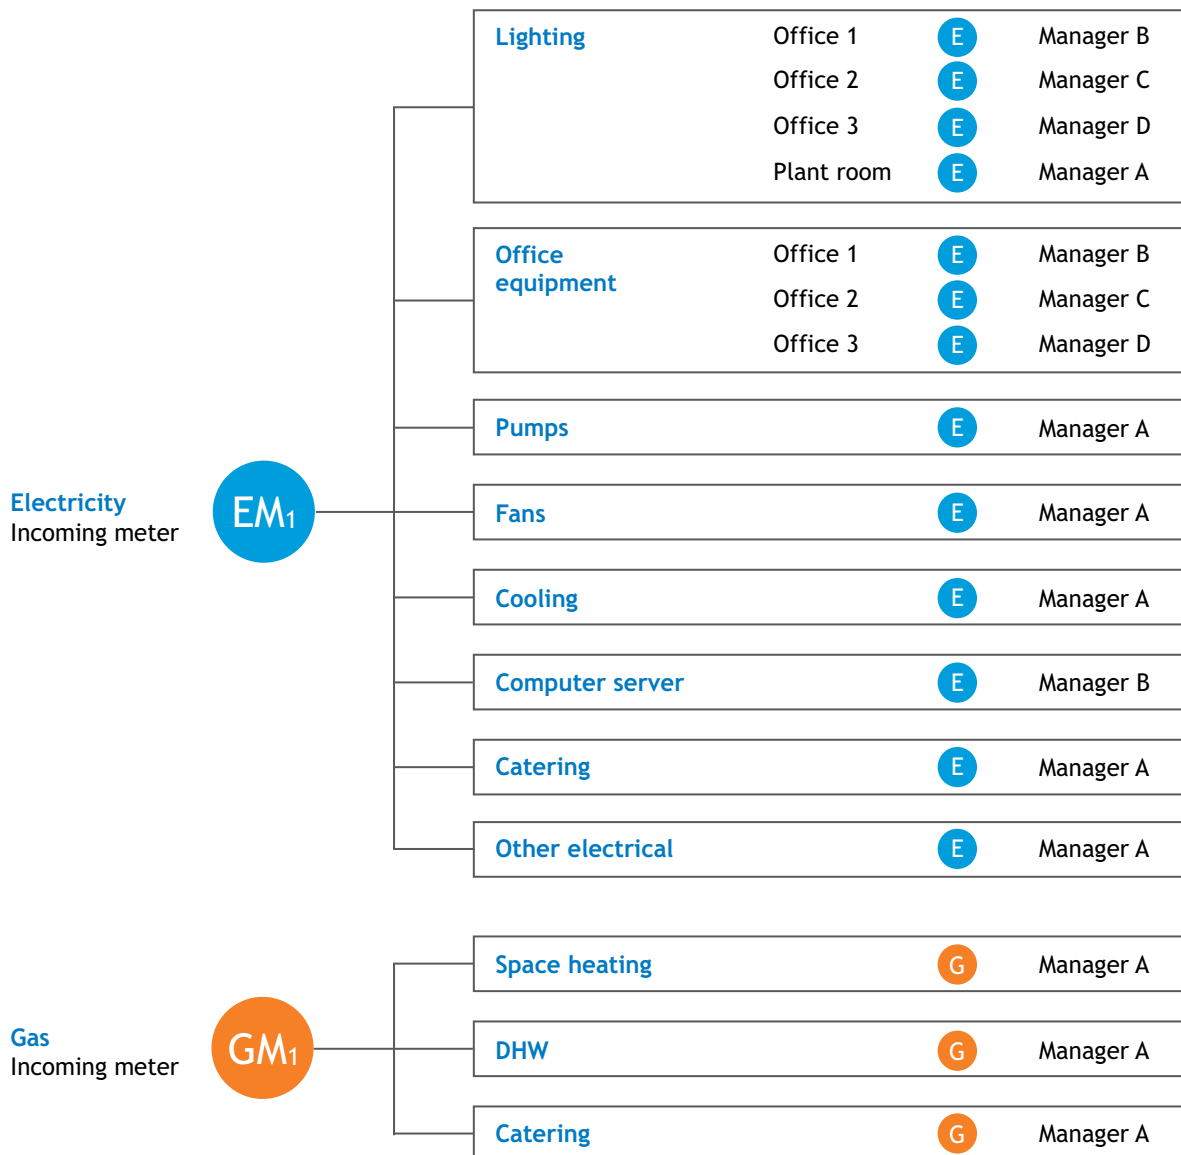 Lighting Office 1 E Manager B
Office 2 E Manager C
Office 3 E Manager D
Plant room E Manager A
Office equipment Office 1 E Manager B
Office 2 E Manager C
Office 3 E Manager D
Pumps E Manager A
Electricity
Incoming meter
EM1
Fans E Manager A
Cooling E Manager A
Computer server E Manager B
Catering E Manager A
Other electrical E Manager A
Space heating G Manager A
Gas
Incoming meter
GM1
DHW G Manager A
Catering G Manager A